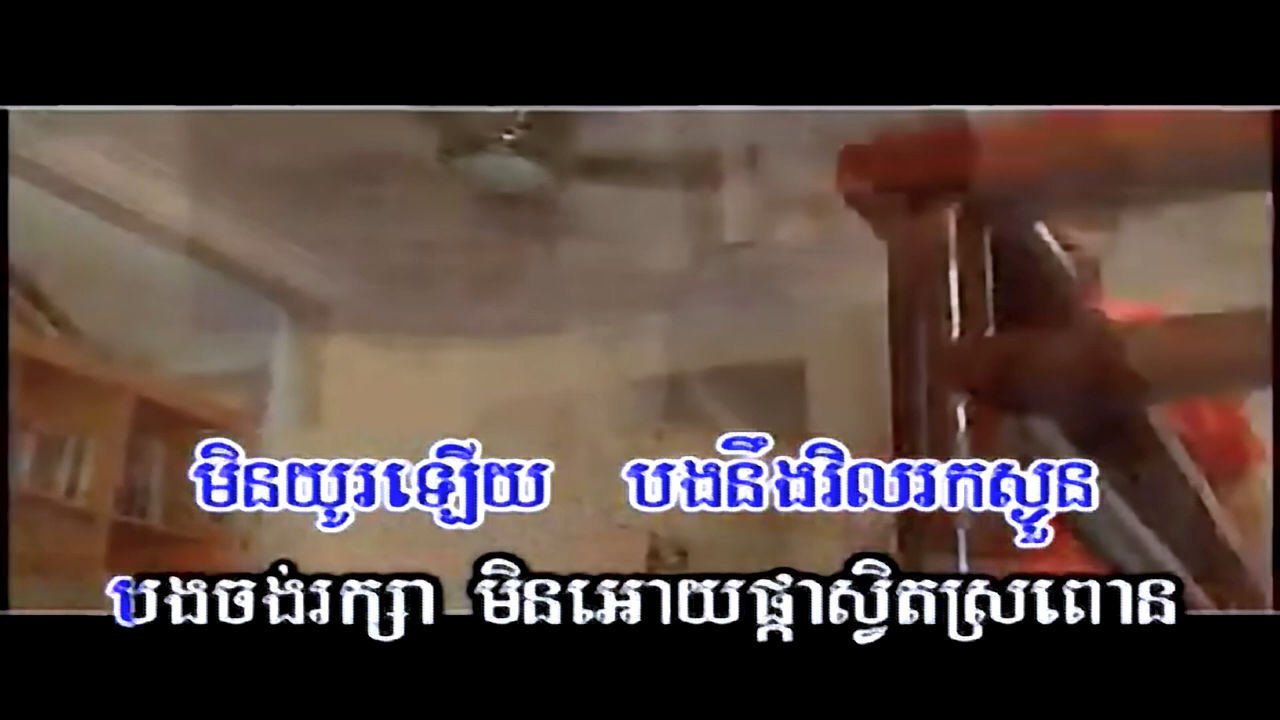 មិនយូរឡើយ បងនឹងវិលរកស្ងួន
បងចង់រក្សា មិនអោយផ្កាស្វិតស្រពោន